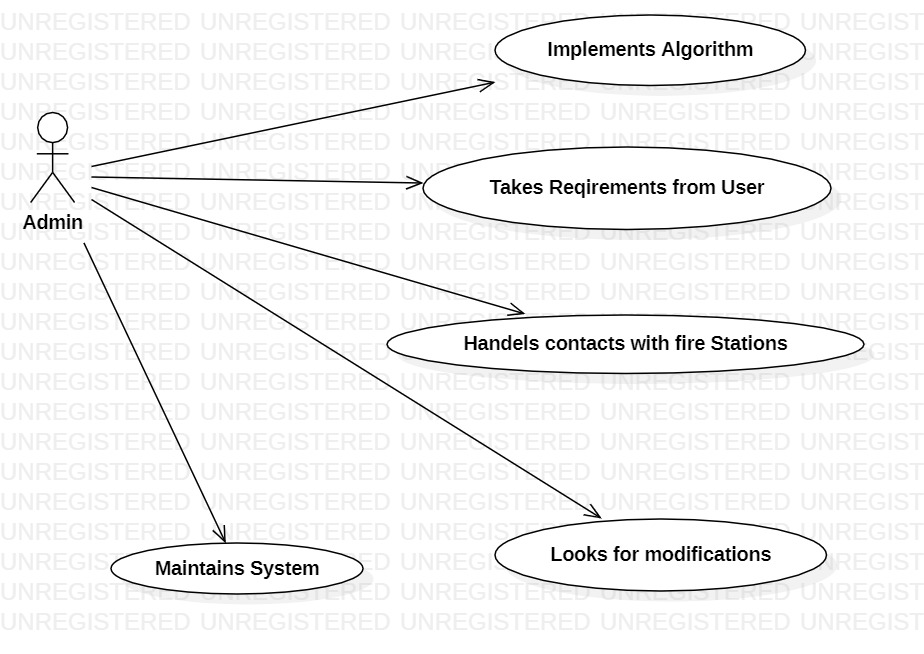 UNREGISTERED UNREGISTERED UNREGISTERED UNREGISTERED UNREGIST
Implements Algorithm
Takes Reqirements from User
Admin
Handels contacts with fire Stations
Looks for modifications
Maintains System